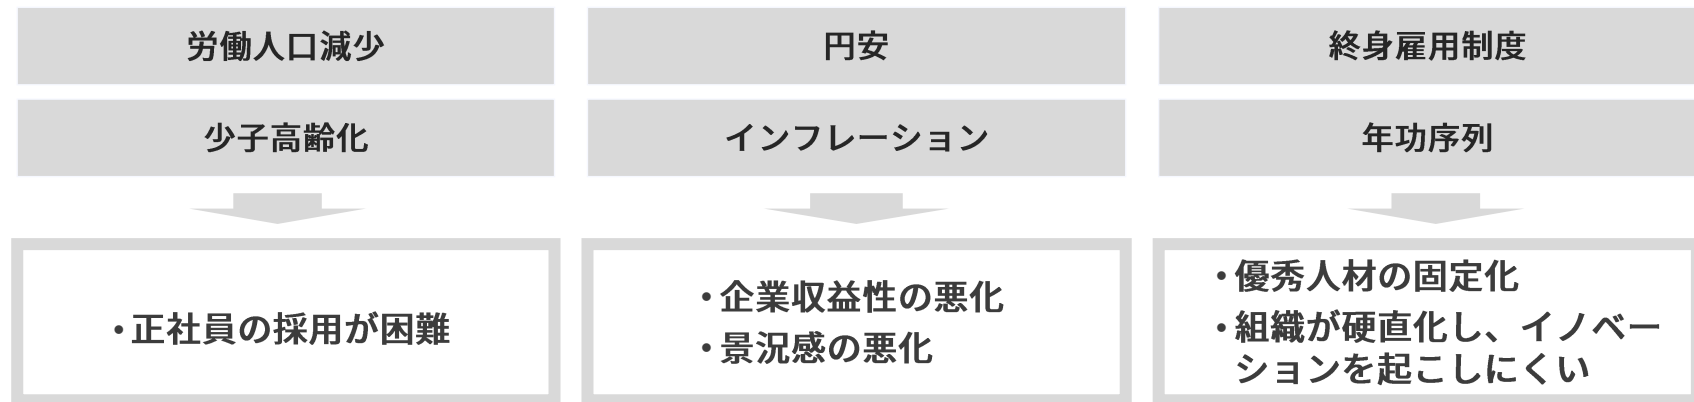 労働人口減少
少子高齢化
・正社員の採用が困難
円安
インフレーション
・企業収益性の悪化
・景況感の悪化
終身雇用制度
年功序列
・優秀人材の固定化
・組織が硬直化し、イノベー
ションを起こしにくい